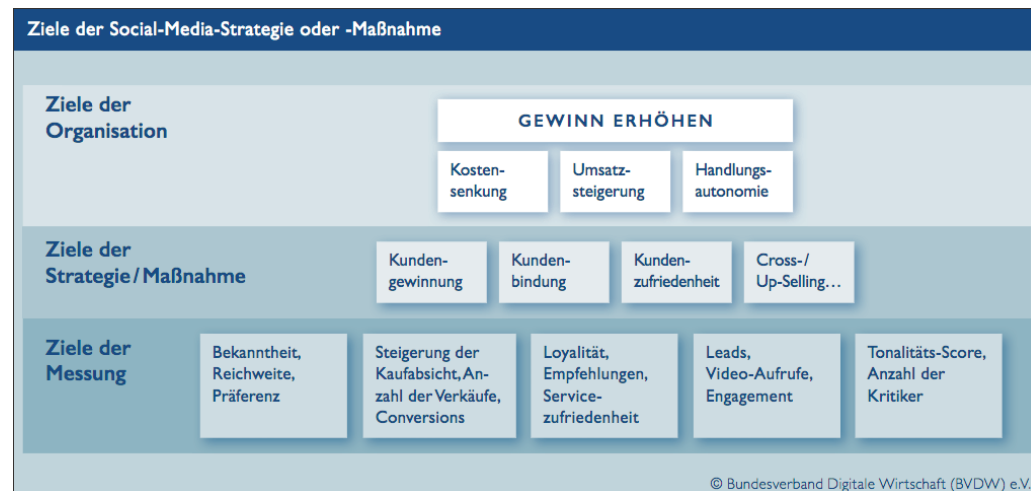 Ziele der Social-Media-Strategie oder -Maßnahme
Ziele der
Organisation
GEWINN ERHÖHEN
Kosten-
senkung
Umsatz-
steigerung
Handlungs-
autonomie
Ziele der
Strategie/Maßnahme
Kunden-
gewinnung
Kunden-
bindung
Kunden-
zufriedenheit
Cross-/
Up-Selling...
Ziele der
Messung
Bekanntheit,
Reichweite,
Präferenz
Steigerung der
Kaufabsicht, An-
zahl der Verkäufe,
Conversions
Loyalität,
Empfehlungen,
Service-
zufriedenheit
Leads,
Video-Aufrufe,
Engagement
Tonalitäts-Score,
Anzahl der
Kritiker
© Bundesverband Digitale Wirtschaft (BVDW) e.V.